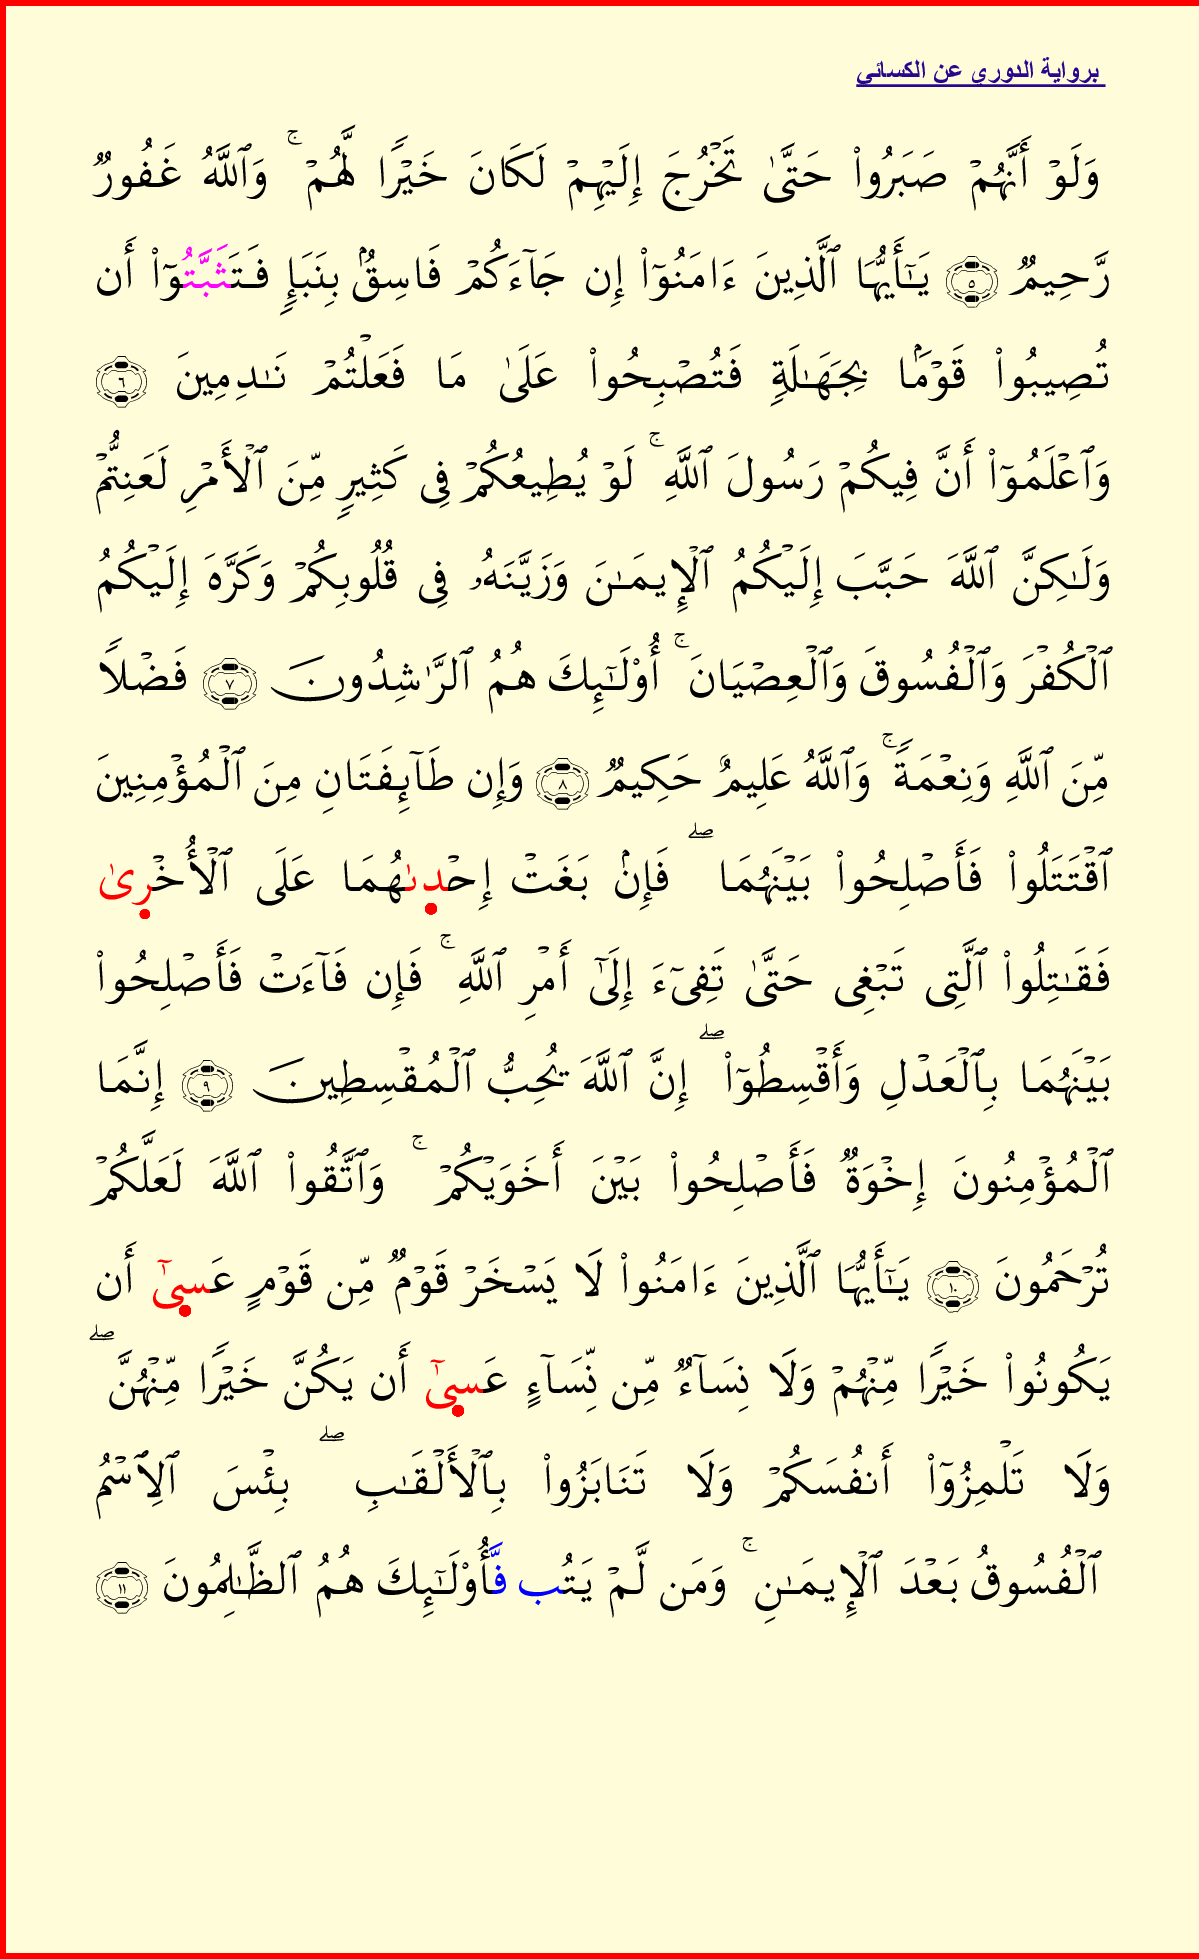 برواية الدوري عن الكسائي
وَلَوۡ أَنَّهُمۡ صَبَرُواْ حَتَّىٰ تَخۡرُجَ إِلَيۡهِمۡ لَكَانَ خَيۡرًا لَّهُمۡۚ وَٱللَّهُ غَفُورٌ
رَّحِيمٌ ٥ يَـٰٓأَيُّهَا ٱلَّذِينَ ءَامَنُوٓاْ إِن جَآءَكُمۡ فَاسِقُۢ بِنَبَإٍ فَتَثَبَّتُوٓاْ أَن
تُصِيبُواْ قَوۡمَۢا بِجَهَـٰلَةٍ فَتُصۡبِحُواْ عَلَىٰ مَا فَعَلۡتُمۡ نَـٰدِمِينَ ٦
وَٱعۡلَمُوٓاْ أَنَّ فِيكُمۡ رَسُولَ ٱللَّهِۚ لَوۡ يُطِيعُكُمۡ فِى كَثِيرٍ مِّنَ ٱلۡأَمۡرِ لَعَنِتُّمۡ
وَلَـٰكِنَّ ٱللَّهَ حَبَّبَ إِلَيۡكُمُ ٱلۡإِيمَـٰنَ وَزَيَّنَهُۥ فِى قُلُوبِكُمۡ وَكَرَّهَ إِلَيۡكُمُ
ٱلۡكُفۡرَ وَٱلۡفُسُوقَ وَٱلۡعِصۡيَانَۚ أُوْلَـٰٓئِكَ هُمُ ٱلرَّٰشِدُونَ ٧ فَضۡلًا
مِّنَ ٱللَّهِ وَنِعۡمَةًۚ وَٱللَّهُ عَلِيمٌ حَكِيمٌ ٨ وَإِن طَآئِفَتَانِ مِنَ ٱلۡمُؤۡمِنِينَ
ٱقۡتَتَلُواْ فَأَصۡلِحُواْ بَيۡنَهُمَاۖ فَإِنۢ بَغَتۡ إِحۡدىٰهُمَا عَلَى ٱلۡأُخۡرىٰ
فَقَـٰتِلُواْ ٱلَّتِى تَبۡغِى حَتَّىٰ تَفِىٓءَ إِلَىٰٓ أَمۡرِ ٱللَّهِۚ فَإِن فَآءَتۡ فَأَصۡلِحُواْ
بَيۡنَهُمَا بِٱلۡعَدۡلِ وَأَقۡسِطُوٓاْۖ إِنَّ ٱللَّهَ يُحِبُّ ٱلۡمُقۡسِطِينَ ٩ إِنَّمَا
ٱلۡمُؤۡمِنُونَ إِخۡوَةٌ فَأَصۡلِحُواْ بَيۡنَ أَخَوَيۡكُمۡۚ وَٱتَّقُواْ ٱللَّهَ لَعَلَّكُمۡ
تُرۡحَمُونَ ١٠ يَـٰٓأَيُّهَا ٱلَّذِينَ ءَامَنُواْ لَا يَسۡخَرۡ قَوۡمٌ مِّن قَوۡمٍ عَسىٰٓ أَن
يَكُونُواْ خَيۡرًا مِّنۡهُمۡ وَلَا نِسَآءٌ مِّن نِّسَآءٍ عَسىٰٓ أَن يَكُنَّ خَيۡرًا مِّنۡهُنَّۖ
وَلَا تَلۡمِزُوٓاْ أَنفُسَكُمۡ وَلَا تَنَابَزُواْ بِٱلۡأَلۡقَـٰبِۖ بِئۡسَ ٱلِٱسۡمُ
ٱلۡفُسُوقُ بَعۡدَ ٱلۡإِيمَـٰنِۚ وَمَن لَّمۡ يَتُب فَّأُوْلَـٰٓئِكَ هُمُ ٱلظَّـٰلِمُونَ ١١